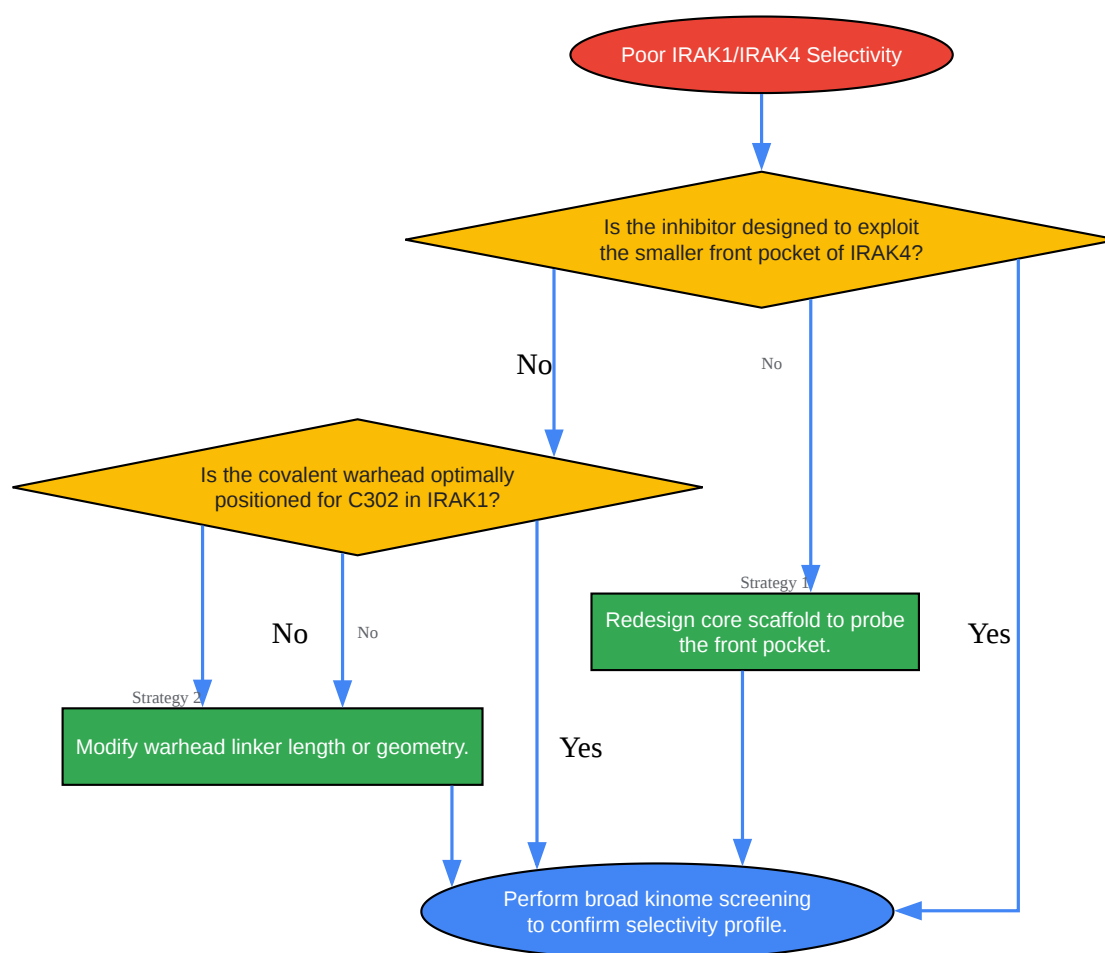 Poor IRAK1/IRAK4 Selectivity
Is the inhibitor designed to exploit
the smaller front pocket of IRAK4?
No
No
Is the covalent warhead optimally
positioned for C302 in IRAK1?
Strategy 1
Redesign core scaffold to probe
the front pocket.
No
No
Yes
Strategy 2
Modify warhead linker length or geometry.
Yes
Perform broad kinome screening
to confirm selectivity profile.